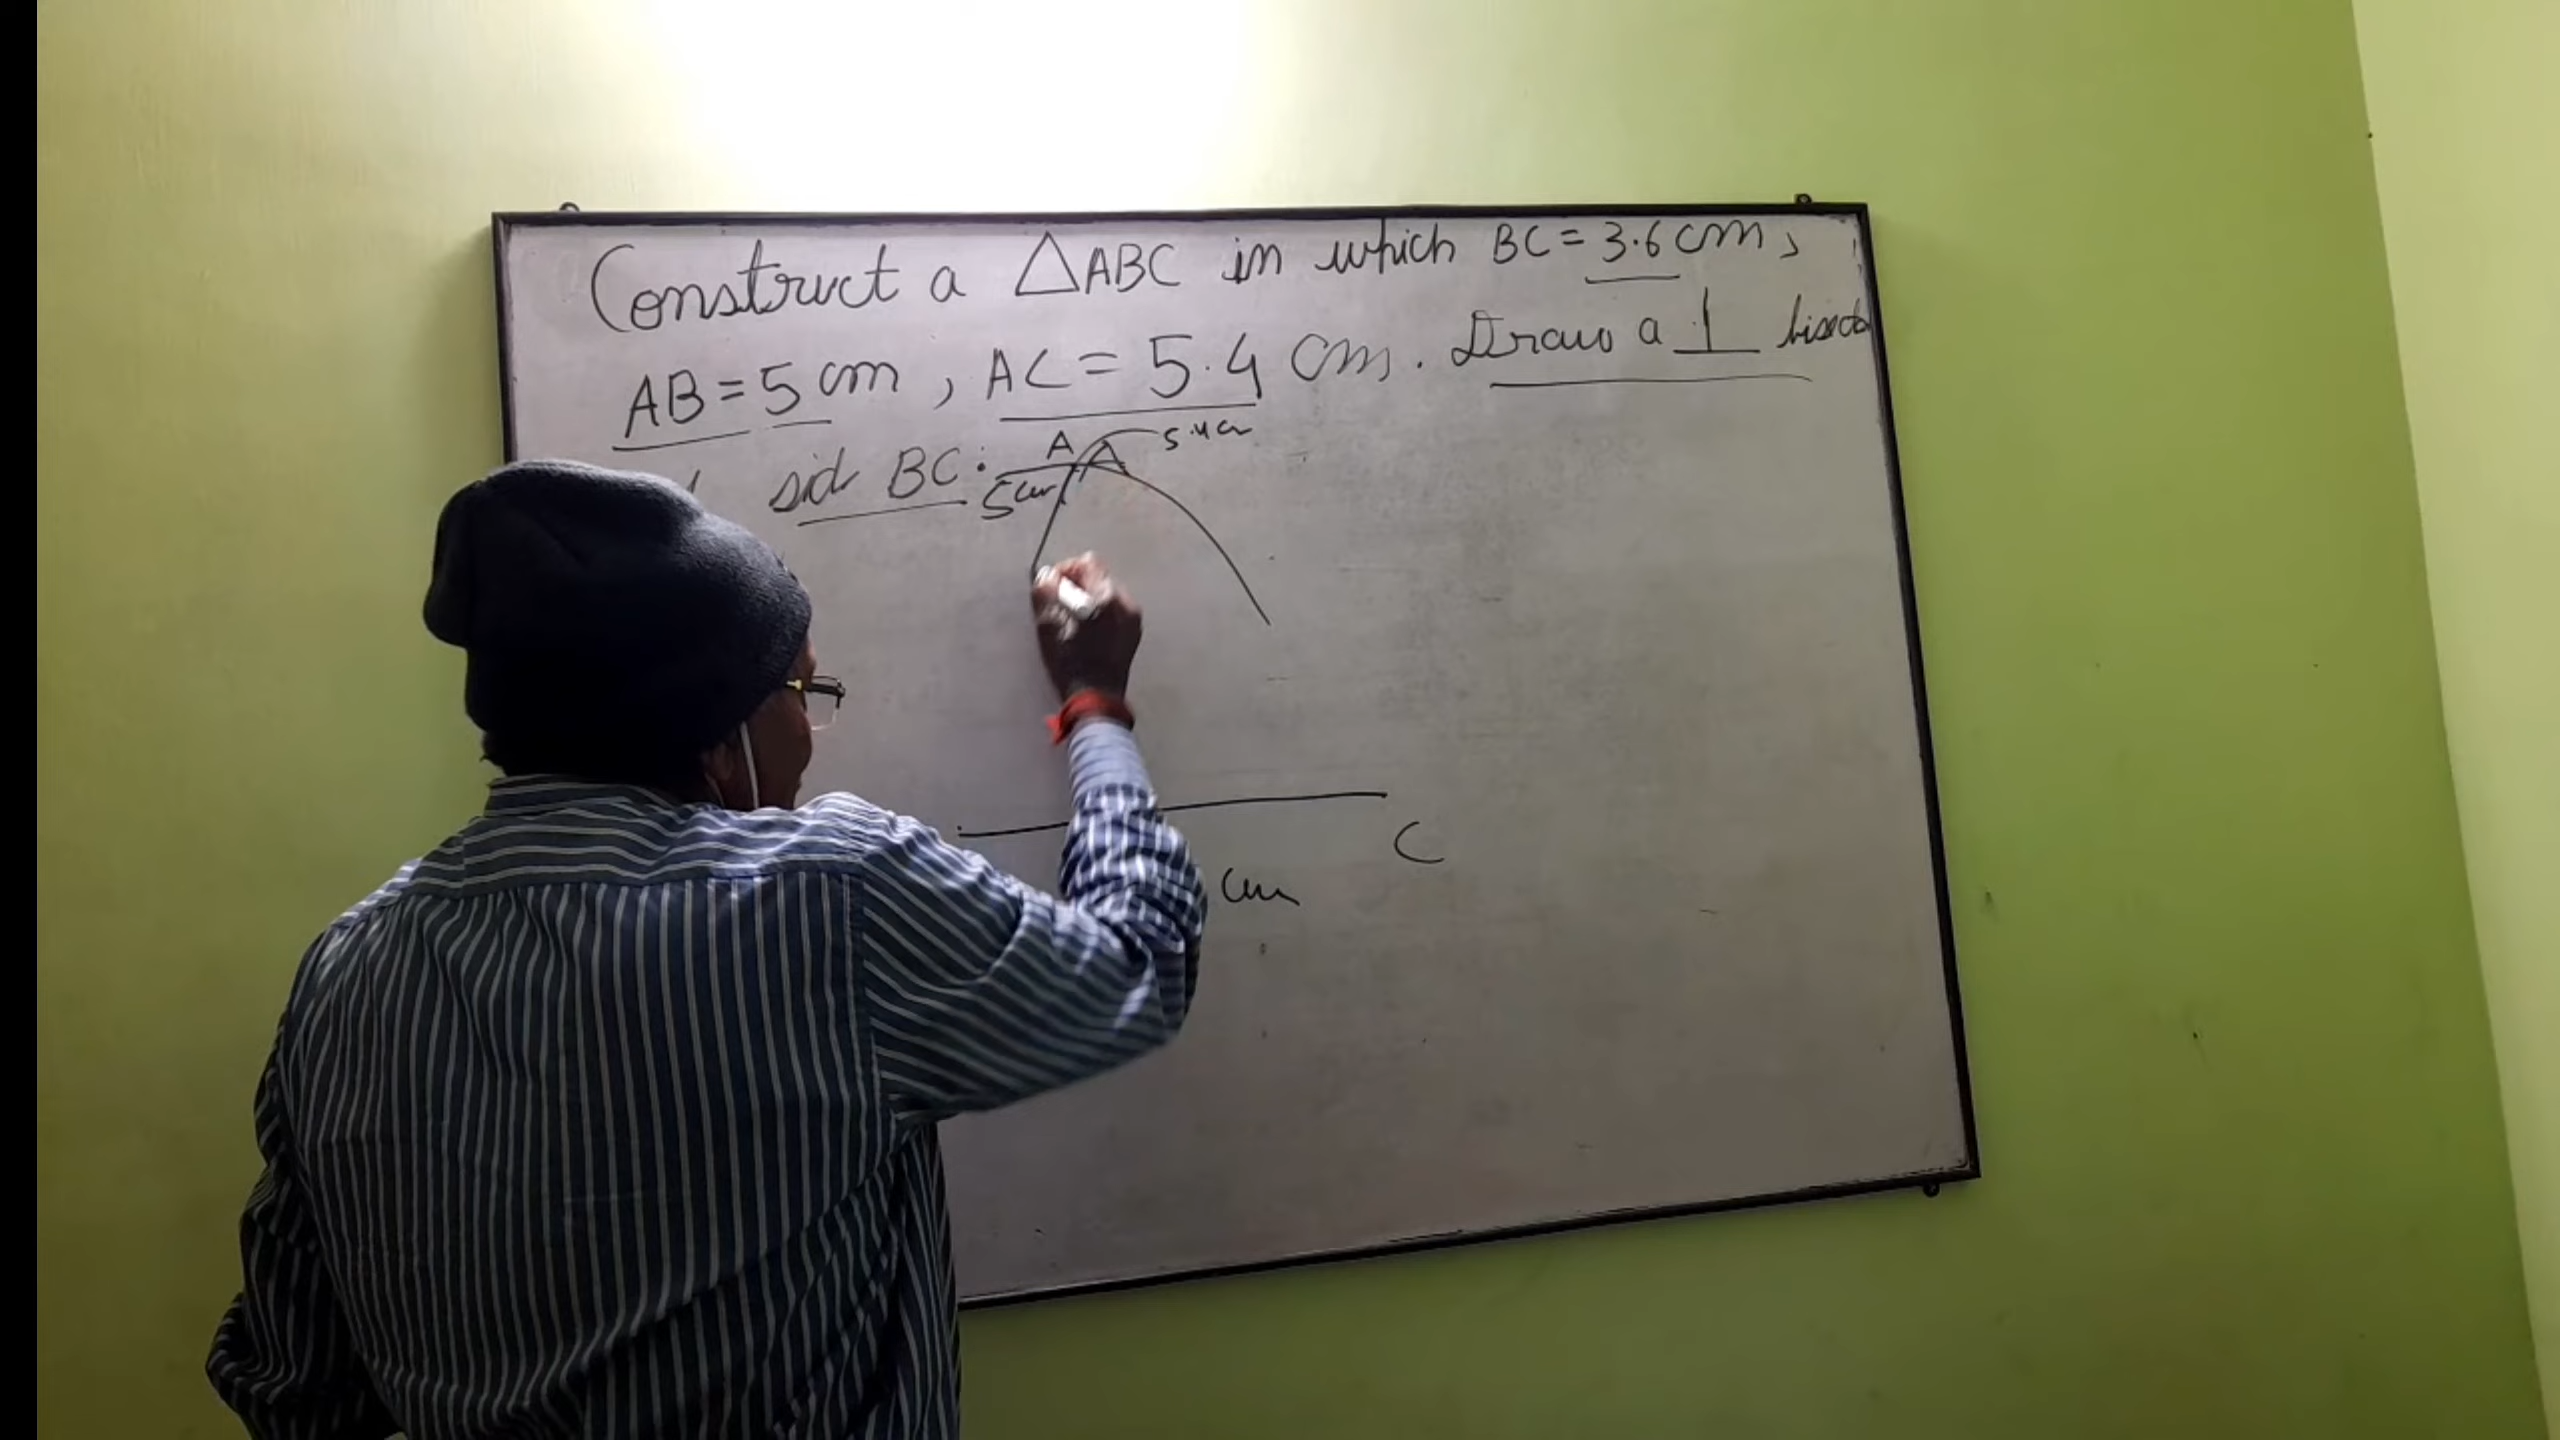 Construct a △ABC in which BC = 3.6 cm,
AB = 5 cm, AC = 5.4 cm. Draw a ⊥ bisecto
sid BC.
A
5.4 cm
5 cm
C
cm